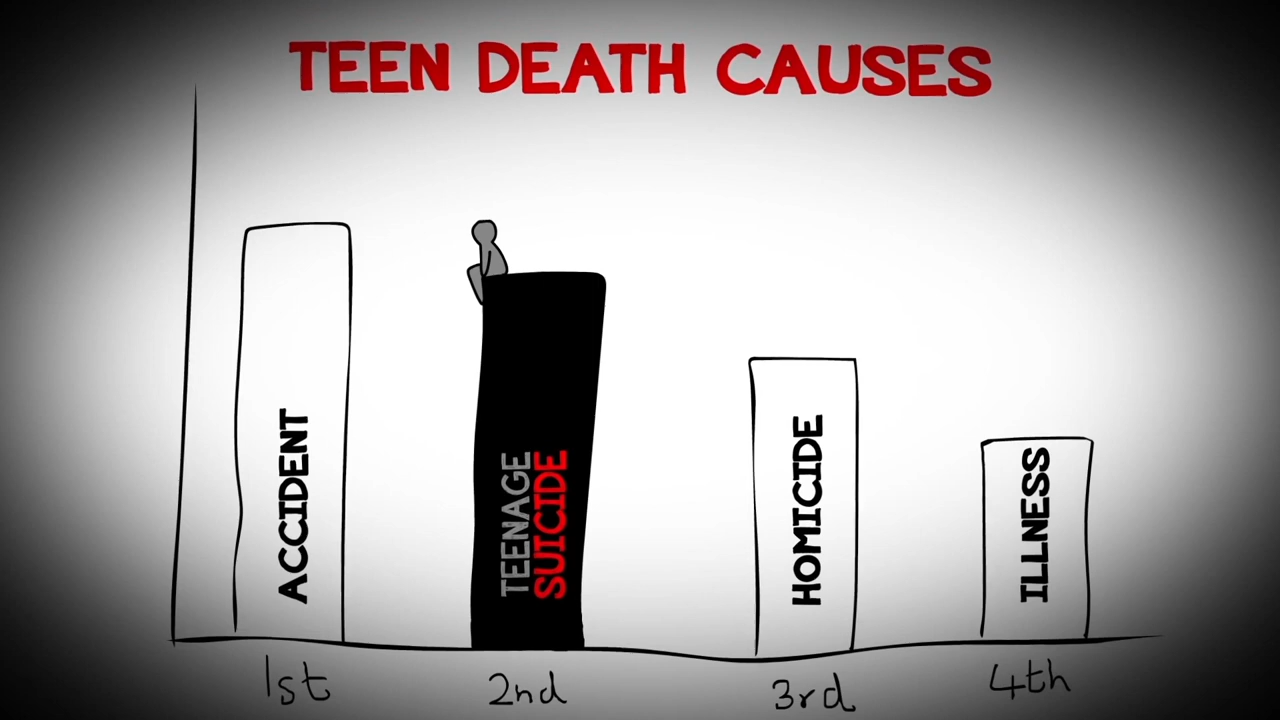 TEEN DEATH CAUSES
ACCIDENT
TEENAGE
SUICIDE
HOMICIDE
ILLNESS
1st
2nd
3rd
4th